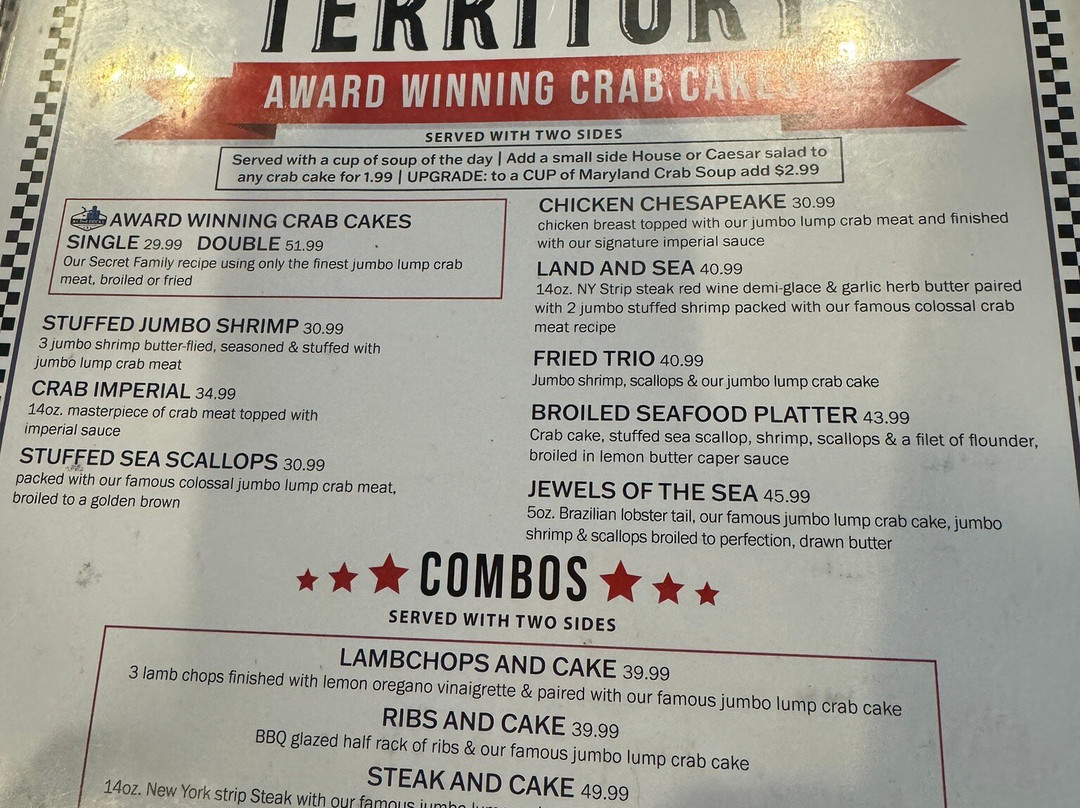 TERRITORY
AWARD WINNING CRAB CAKES
SERVED WITH TWO SIDES
Served with a cup of soup of the day | Add a small side House or Caesar salad to
any crab cake for 1.99 | UPGRADE: to a CUP of Maryland Crab Soup add $2.99
AWARD WINNING CRAB CAKES
SINGLE 29.99 DOUBLE 51.99
Our Secret Family recipe using only the finest jumbo lump crab
meat, broiled or fried
STUFFED JUMBO SHRIMP 30.99
3 jumbo shrimp butter-flied, seasoned & stuffed with
jumbo lump crab meat
CRAB IMPERIAL 34.99
14oz. masterpiece of crab meat topped with
imperial sauce
STUFFED SEA SCALLOPS 30.99
packed with our famous colossal jumbo lump crab meat,
broiled to a golden brown
CHICKEN CHESAPEAKE 30.99
chicken breast topped with our jumbo lump crab meat and finished
with our signature imperial sauce
LAND AND SEA 40.99
14oz. NY Strip steak red wine demi-glace & garlic herb butter paired
with 2 jumbo stuffed shrimp packed with our famous colossal crab
meat recipe
FRIED TRIO 40.99
Jumbo shrimp, scallops & our jumbo lump crab cake
BROILED SEAFOOD PLATTER 43.99
Crab cake, stuffed sea scallop, shrimp, scallops & a filet of flounder,
broiled in lemon butter caper sauce
JEWELS OF THE SEA 45.99
5oz. Brazilian lobster tail, our famous jumbo lump crab cake, jumbo
shrimp & scallops broiled to perfection, drawn butter
COMBOS
SERVED WITH TWO SIDES
LAMBCHOPS AND CAKE 39.99
3 lamb chops finished with lemon oregano vinaigrette & paired with our famous jumbo lump crab cake
RIBS AND CAKE 39.99
BBQ glazed half rack of ribs & our famous jumbo lump crab cake
STEAK AND CAKE 49.99
14oz. New York strip Steak with our famous jumbo